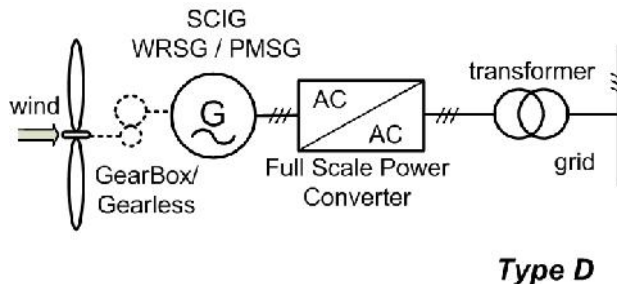 SCIG
WRSG / PMSG
wind
G
AC
AC
transformer
GearBox/
Gearless
Full Scale Power
Converter
grid
Type D